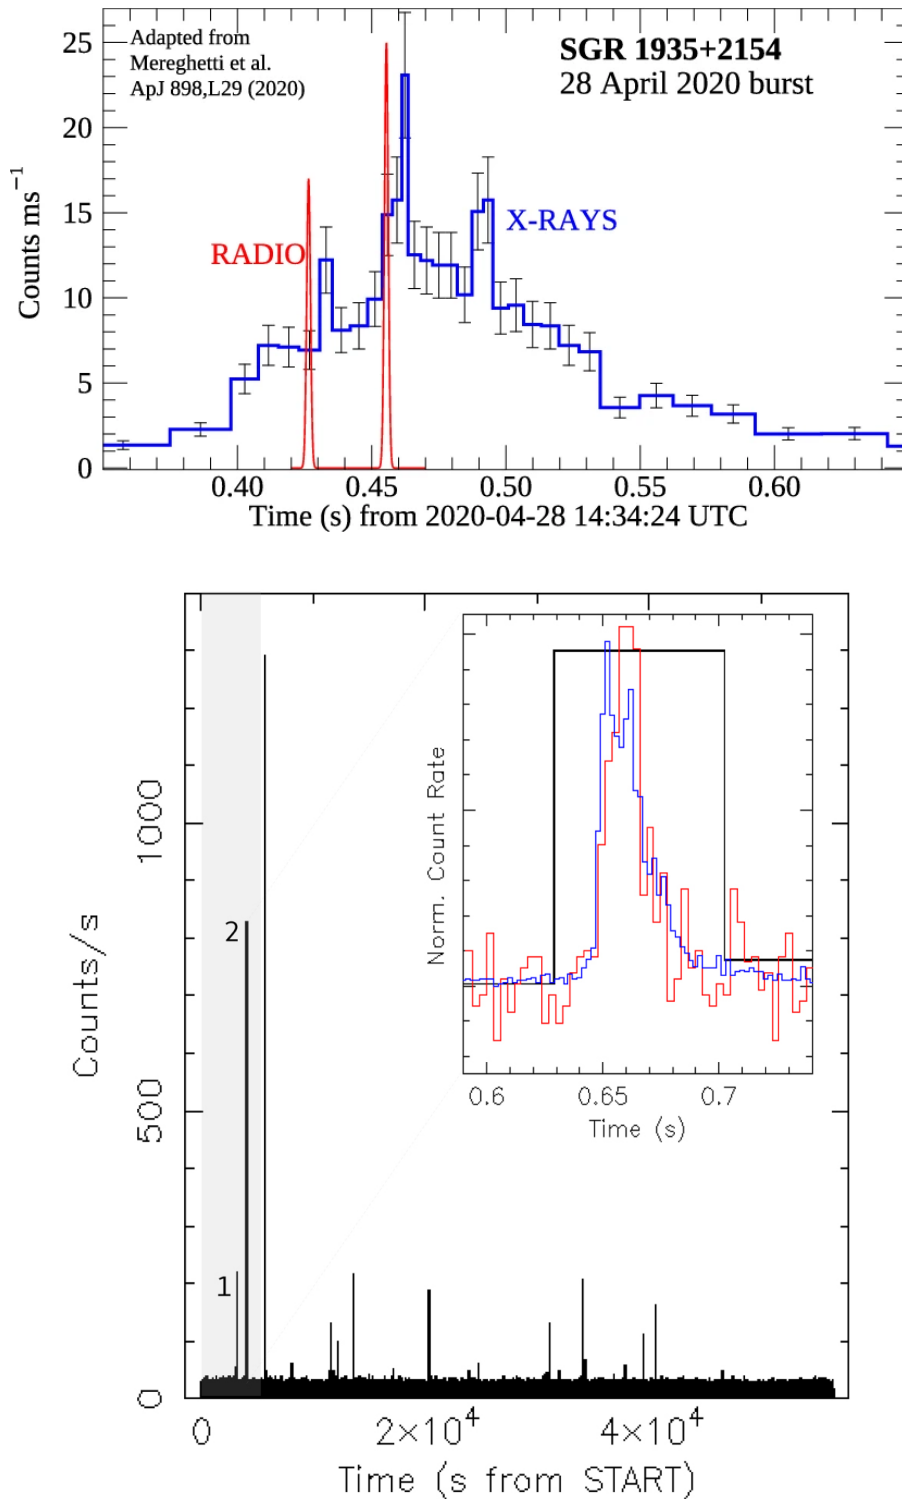 Adapted from
Mereghetti et al.
ApJ 898,L29 (2020)
SGR 1935+2154
28 April 2020 burst
RADIO
X-RAYS
Counts ms⁻¹
25
20
15
10
5
0
0.40 0.45 0.50 0.55 0.60
Time (s) from 2020-04-28 14:34:24 UTC
Counts/s
1000
500
0
2
1
Norm. Count Rate
0.6 0.65 0.7
Time (s)
0 2×10⁴ 4×10⁴
Time (s from START)